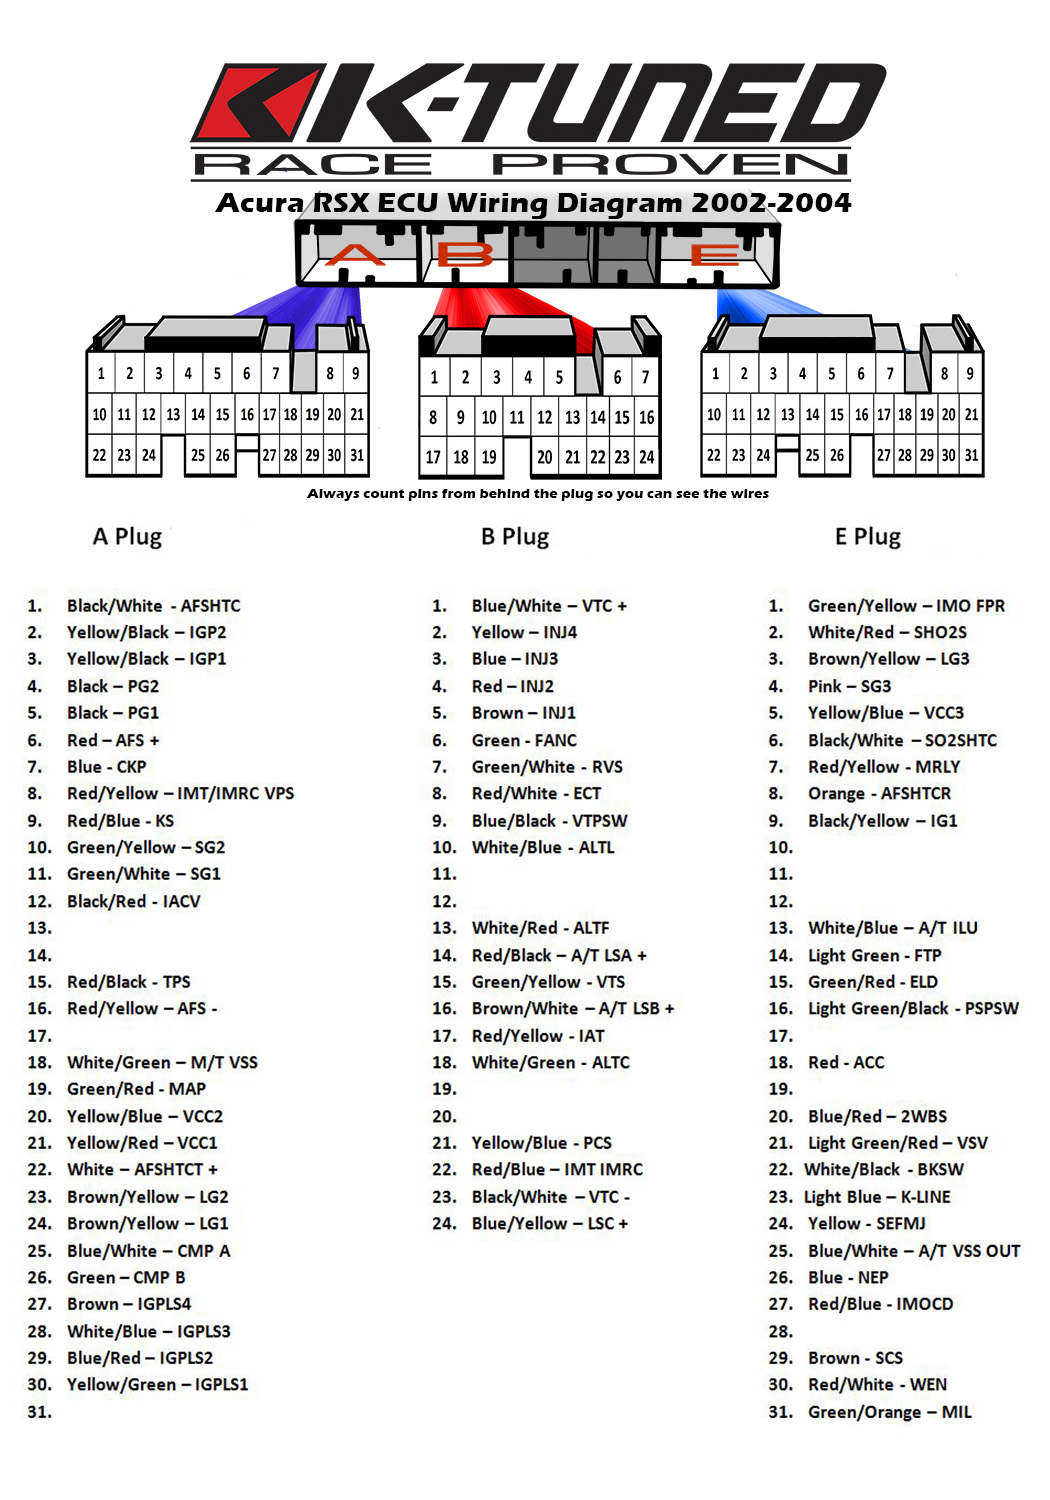 K-TUNED
RACE PROVEN
Acura RSX ECU Wiring Diagram 2002-2004
A B E
1 2 3 4 5 6 7 8 9
10 11 12 13 14 15 16 17 18 19 20 21
22 23 24 25 26 27 28 29 30 31
1 2 3 4 5 6 7
8 9 10 11 12 13 14 15 16
17 18 19 20 21 22 23 24
1 2 3 4 5 6 7 8 9
10 11 12 13 14 15 16 17 18 19 20 21
22 23 24 25 26 27 28 29 30 31
Always count pins from behind the plug so you can see the wires
A Plug
1. Black/White - AFSHTC
2. Yellow/Black – IGP2
3. Yellow/Black – IGP1
4. Black – PG2
5. Black – PG1
6. Red – AFS +
7. Blue - CKP
8. Red/Yellow – IMT/IMRC VPS
9. Red/Blue - KS
10. Green/Yellow – SG2
11. Green/White – SG1
12. Black/Red - IACV
13.
14.
15. Red/Black - TPS
16. Red/Yellow – AFS -
17.
18. White/Green – M/T VSS
19. Green/Red - MAP
20. Yellow/Blue – VCC2
21. Yellow/Red – VCC1
22. White – AFSHTCT +
23. Brown/Yellow – LG2
24. Brown/Yellow – LG1
25. Blue/White – CMP A
26. Green – CMP B
27. Brown – IGPLS4
28. White/Blue – IGPLS3
29. Blue/Red – IGPLS2
30. Yellow/Green – IGPLS1
31.
B Plug
1. Blue/White – VTC +
2. Yellow – INJ4
3. Blue – INJ3
4. Red – INJ2
5. Brown – INJ1
6. Green - FANC
7. Green/White - RVS
8. Red/White - ECT
9. Blue/Black - VTPSW
10. White/Blue - ALTL
11.
12.
13. White/Red - ALTF
14. Red/Black – A/T LSA +
15. Green/Yellow - VTS
16. Brown/White – A/T LSB +
17. Red/Yellow - IAT
18. White/Green - ALTC
19.
20.
21. Yellow/Blue - PCS
22. Red/Blue – IMT IMRC
23. Black/White – VTC -
24. Blue/Yellow – LSC +
E Plug
1. Green/Yellow – IMO FPR
2. White/Red – SHO2S
3. Brown/Yellow – LG3
4. Pink – SG3
5. Yellow/Blue – VCC3
6. Black/White – SO2SHTC
7. Red/Yellow - MRLY
8. Orange - AFSHTCR
9. Black/Yellow – IG1
10.
11.
12.
13. White/Blue – A/T ILU
14. Light Green - FTP
15. Green/Red - ELD
16. Light Green/Black - PSPSW
17.
18. Red - ACC
19.
20. Blue/Red – 2WBS
21. Light Green/Red – VSV
22. White/Black - BKSW
23. Light Blue – K-LINE
24. Yellow - SEFMJ
25. Blue/White – A/T VSS OUT
26. Blue - NEP
27. Red/Blue - IMOCD
28.
29. Brown - SCS
30. Red/White - WEN
31. Green/Orange – MIL